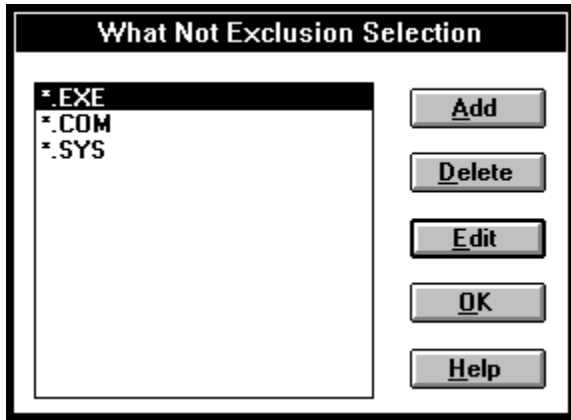 What Not Exclusion Selection
*.EXE
*.COM
*.SYS
Add
Delete
Edit
OK
Help